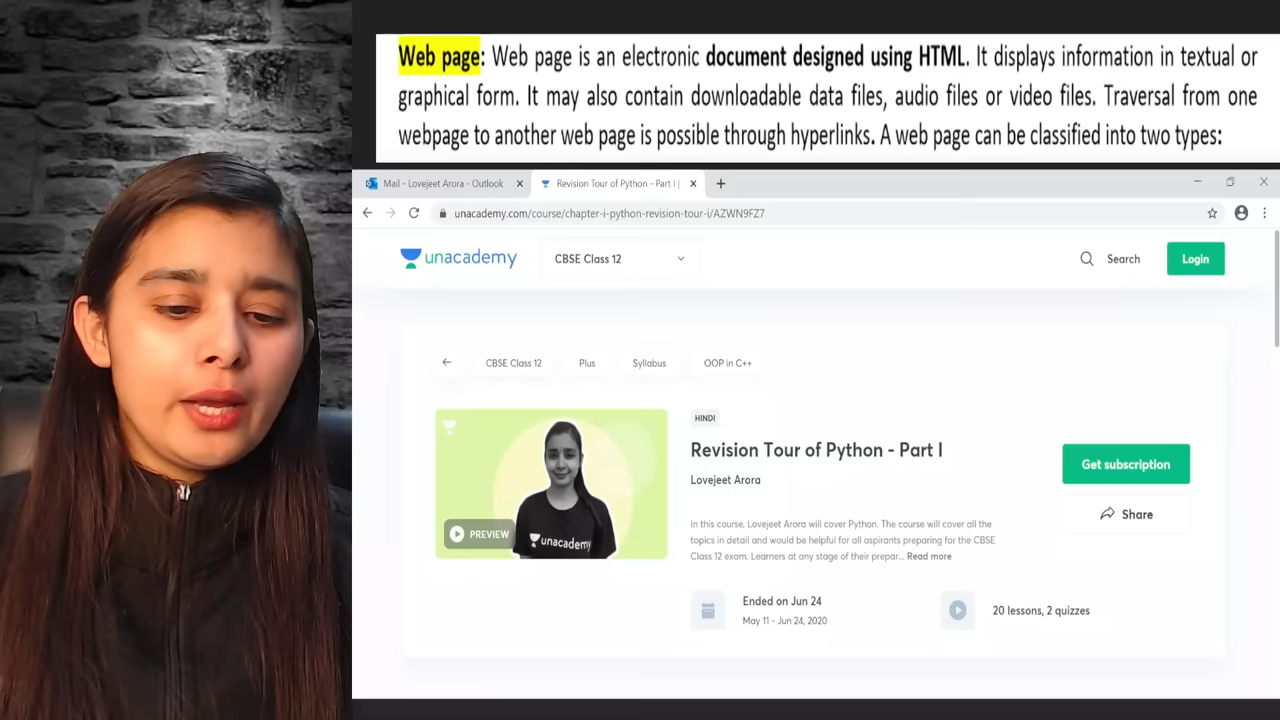 Web page: Web page is an electronic document designed using HTML. It displays information in textual or
graphical form. It may also contain downloadable data files, audio files or video files. Traversal from one
webpage to another web page is possible through hyperlinks. A web page can be classified into two types:
Mail - Lovejeet Arora - Outlook
Revision Tour of Python - Part I |
unacademy.com/course/chapter-i-python-revision-tour-i/AZWN9FZ7
unacademy
CBSE Class 12
Search
Login
CBSE Class 12
Plus
Syllabus
OOP in C++
HINDI
Revision Tour of Python - Part I
Get subscription
Lovejeet Arora
Share
In this course, Lovejeet Arora will cover Python. The course will cover all the
topics in detail and would be helpful for all aspirants preparing for the CBSE
Class 12 exam. Learners at any stage of their prepar... Read more
PREVIEW
unacademy
Ended on Jun 24
May 11 - Jun 24, 2020
20 lessons, 2 quizzes